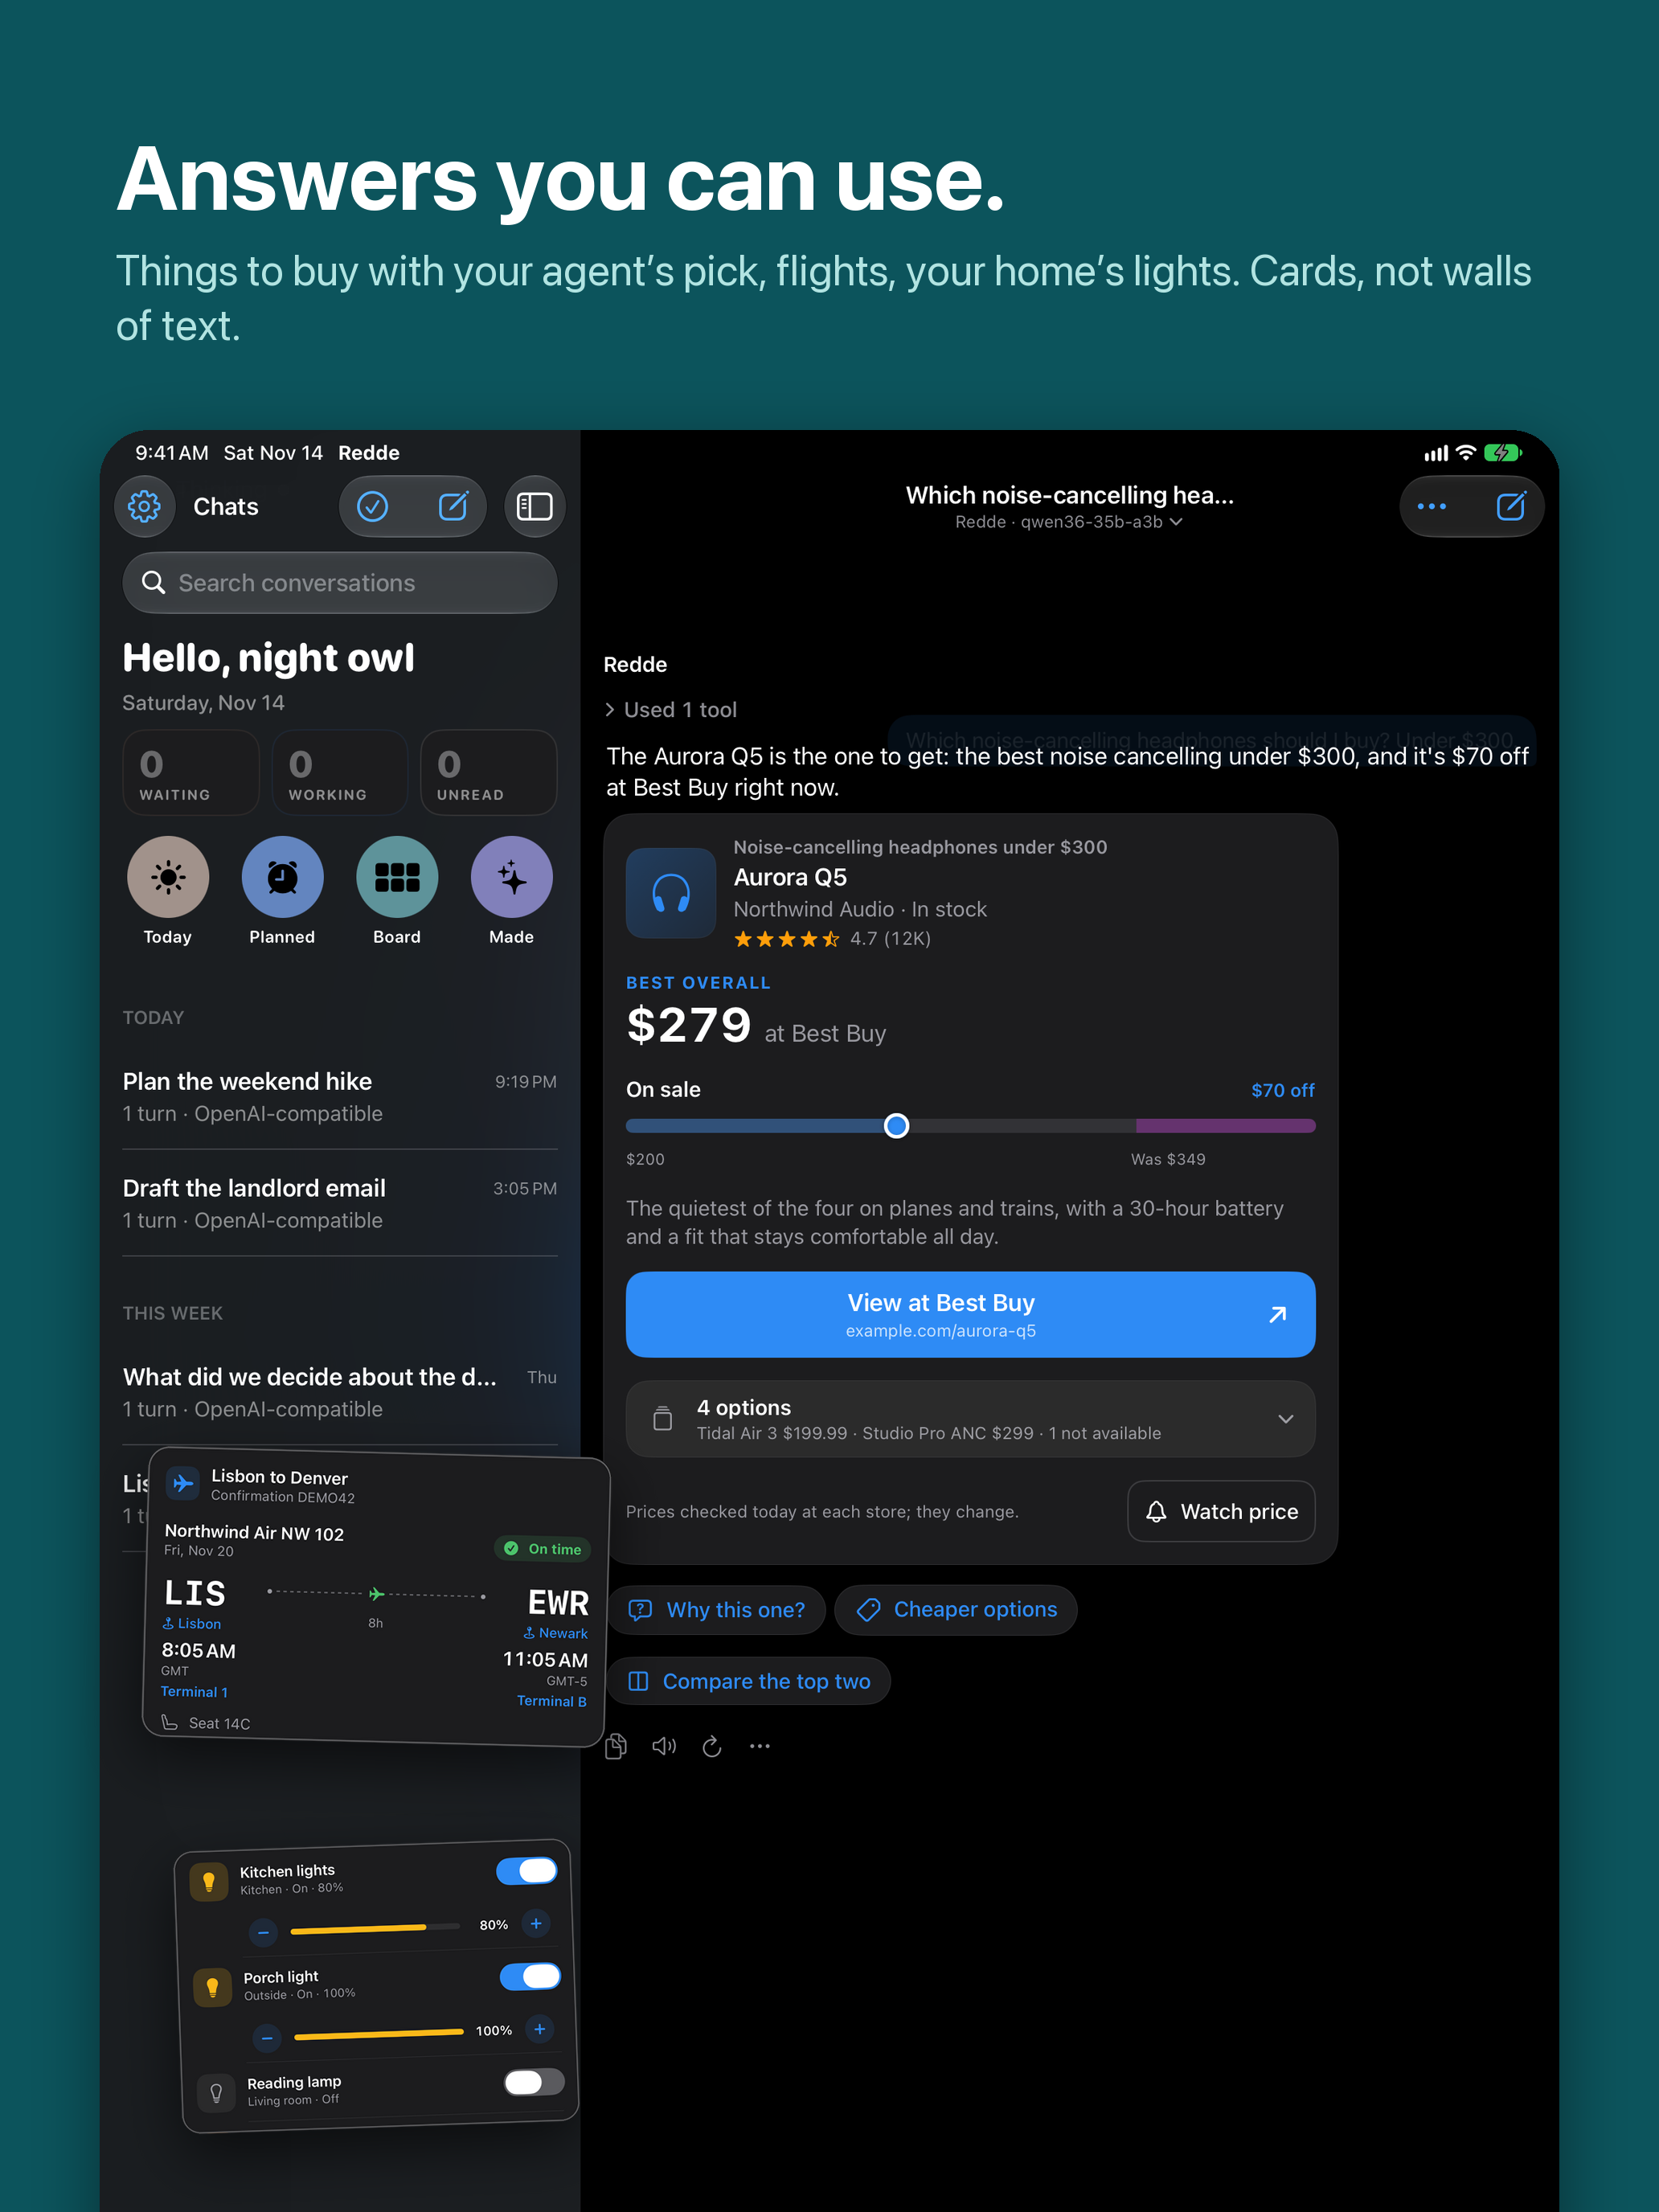 Answers you can use.
Things to buy with your agent’s pick, flights, your home’s lights. Cards, not walls
of text.
9:41 AM Sat Nov 14 Redde
Chats
Search conversations
Hello, night owl
Saturday, Nov 14
0
WAITING
0
WORKING
0
UNREAD
Today
Planned
Board
Made
TODAY
Plan the weekend hike 9:19 PM
1 turn · OpenAI-compatible
Draft the landlord email 3:05 PM
1 turn · OpenAI-compatible
THIS WEEK
What did we decide about the d... Thu
1 turn · OpenAI-compatible
Lisbon to Denver
Confirmation DEMO42
Northwind Air NW 102
Fri, Nov 20
On time
LIS
EWR
Lisbon
8h
Newark
8:05 AM
11:05 AM
GMT
GMT-5
Terminal 1
Terminal B
Seat 14C
Kitchen lights
Kitchen · On · 80%
80%
Porch light
Outside · On · 100%
100%
Reading lamp
Living room · Off
Which noise-cancelling hea...
Redde · qwen36-35b-a3b
Redde
Used 1 tool
Which noise-cancelling headphones should I buy? Under $300
The Aurora Q5 is the one to get: the best noise cancelling under $300, and it's $70 off
at Best Buy right now.
Noise-cancelling headphones under $300
Aurora Q5
Northwind Audio · In stock
4.7 (12K)
BEST OVERALL
$279 at Best Buy
On sale $70 off
$200 Was $349
The quietest of the four on planes and trains, with a 30-hour battery
and a fit that stays comfortable all day.
View at Best Buy
example.com/aurora-q5
4 options
Tidal Air 3 $199.99 · Studio Pro ANC $299 · 1 not available
Prices checked today at each store; they change.
Watch price
Why this one?
Cheaper options
Compare the top two